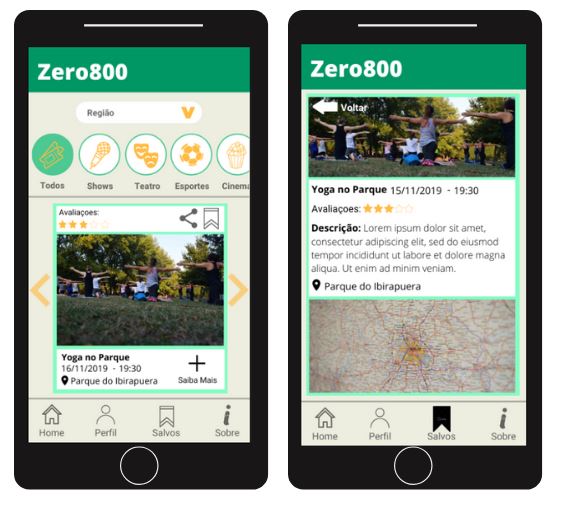 Zero800
Região
Todos
Shows
Teatro
Esportes
Cinema
Avaliaçoes:
Yoga no Parque
16/11/2019 - 19:30
Parque do Ibirapuera
Saiba Mais
Home
Perfil
Salvos
Sobre
Zero800
Voltar
Yoga no Parque 15/11/2019 - 19:30
Avaliaçoes:
Descrição: Lorem ipsum dolor sit amet,
consectetur adipiscing elit, sed do eiusmod
tempor incididunt ut labore et dolore magna
aliqua. Ut enim ad minim veniam.
Parque do Ibirapuera
Home
Perfil
Salvos
Sobre